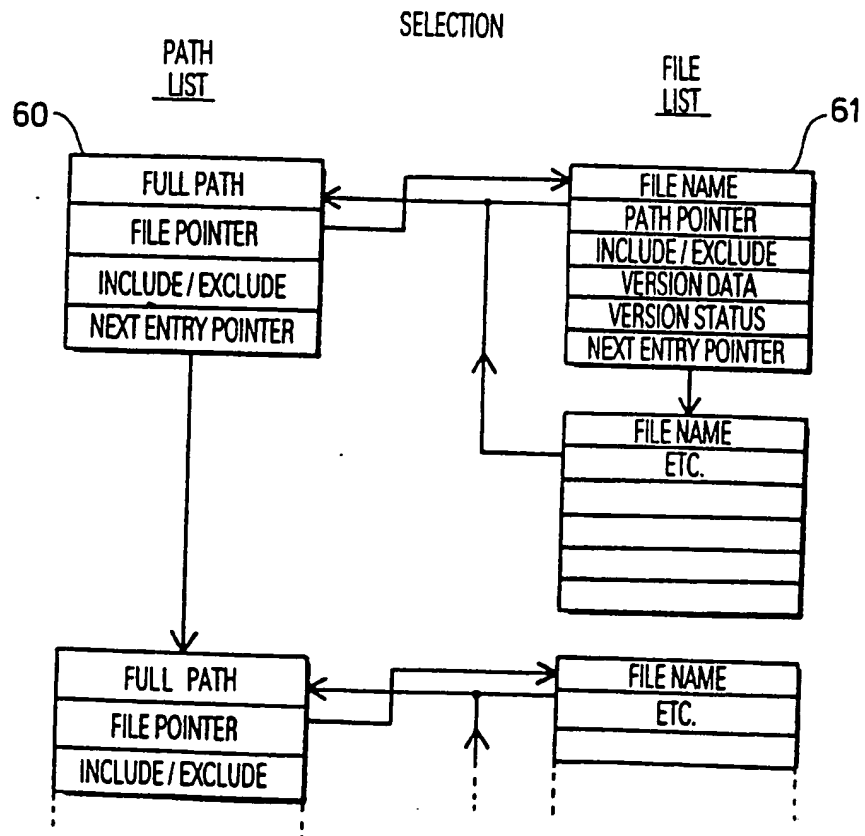 SELECTION
PATH
LIST
FILE
LIST
60
61
FULL PATH
FILE POINTER
INCLUDE / EXCLUDE
NEXT ENTRY POINTER
FILE NAME
PATH POINTER
INCLUDE / EXCLUDE
VERSION DATA
VERSION STATUS
NEXT ENTRY POINTER
FILE NAME
ETC.
FULL PATH
FILE POINTER
INCLUDE / EXCLUDE
FILE NAME
ETC.